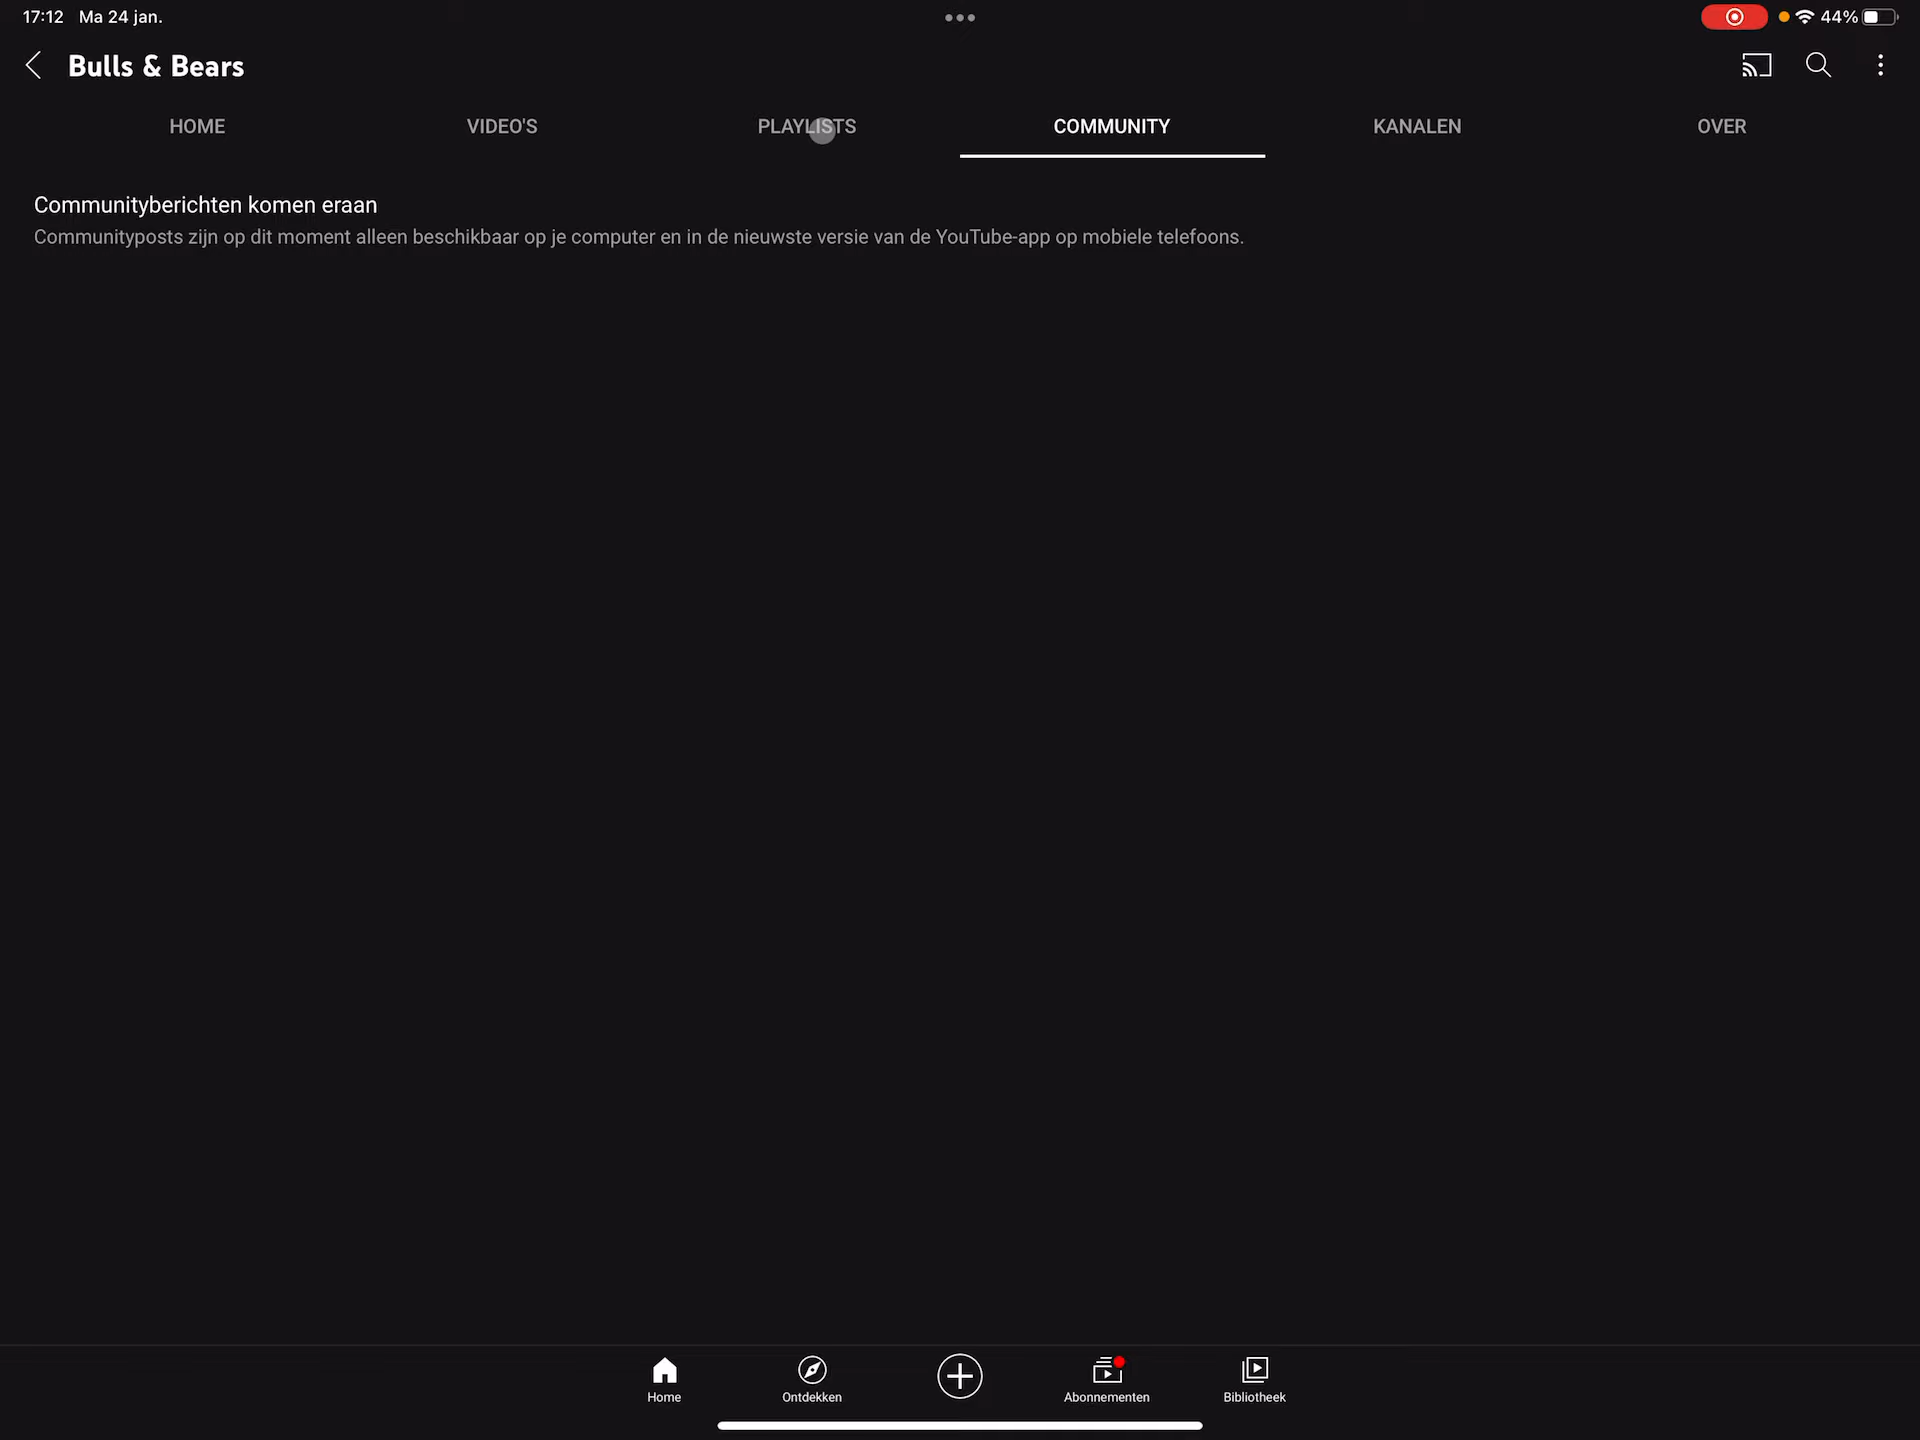 17:12 Ma 24 jan.
44%
Bulls & Bears
HOME VIDEO'S PLAYLISTS COMMUNITY KANALEN OVER
Communityberichten komen eraan
Communityposts zijn op dit moment alleen beschikbaar op je computer en in de nieuwste versie van de YouTube-app op mobiele telefoons.
Home Ontdekken Abonnementen Bibliotheek